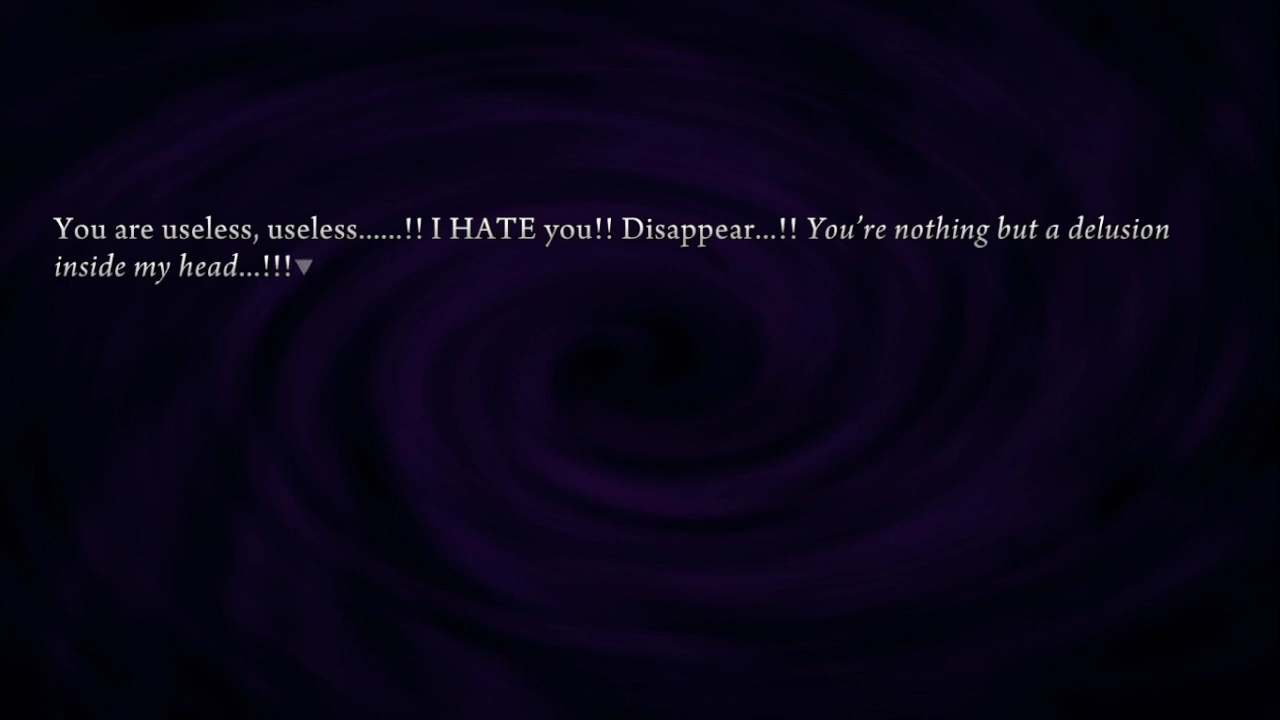 You are useless, useless......!! I HATE you!! Disappear...!! You’re nothing but a delusion
inside my head...!!!